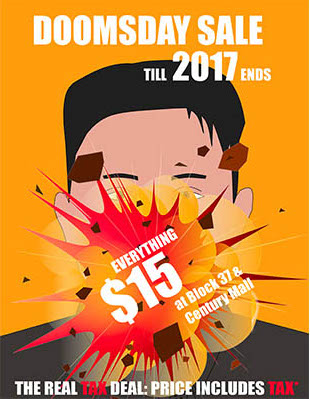 DOOMSDAY SALE
TILL 2017 ENDS
EVERYTHING
$15
at Block 37 &
Century Mall
THE REAL TAX DEAL: PRICE INCLUDES TAX*